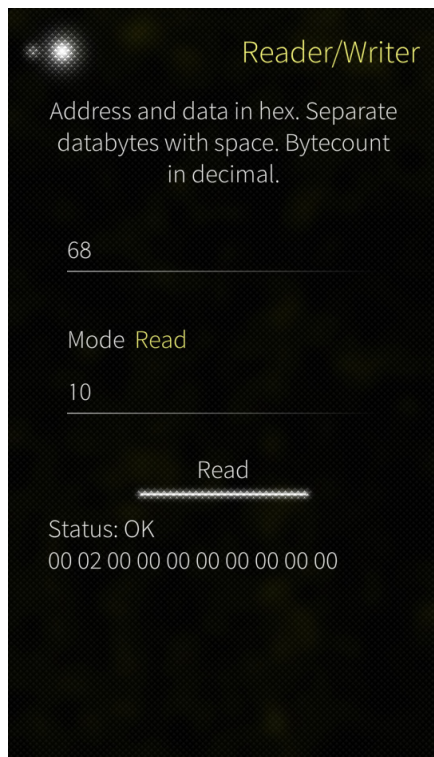 Reader/Writer
Address and data in hex. Separate
databytes with space. Bytecount
in decimal.
68
Mode Read
10
Read
Status: OK
00 02 00 00 00 00 00 00 00 00